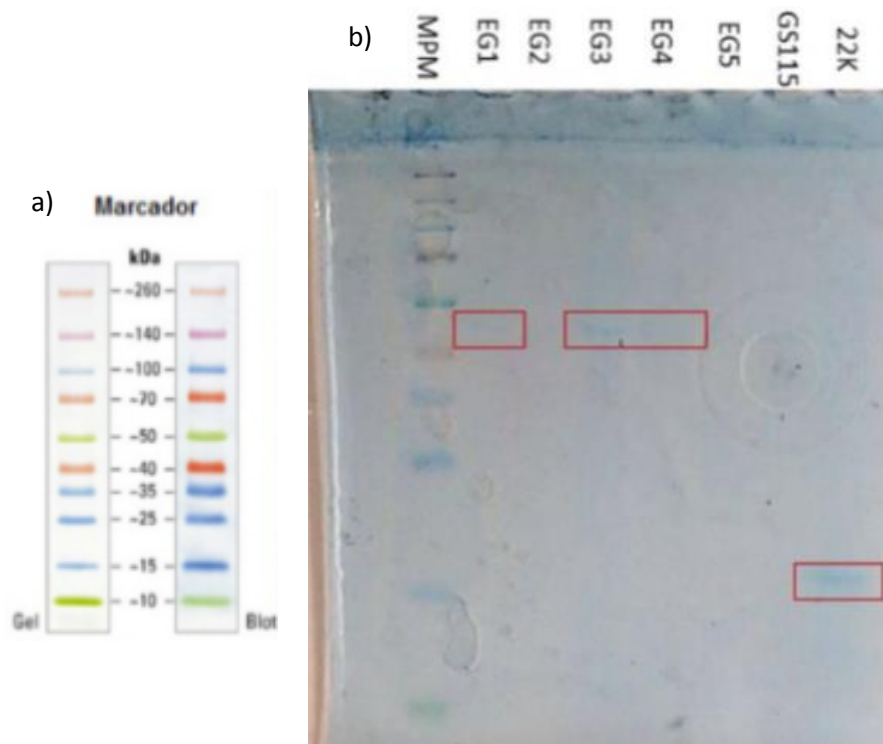 a)
Marcador
kDa
~260
~140
~100
~70
~50
~40
~35
~25
~15
~10
Gel
Blot
b)
MPM
EG1
EG2
EG3
EG4
EG5
GS115
22K